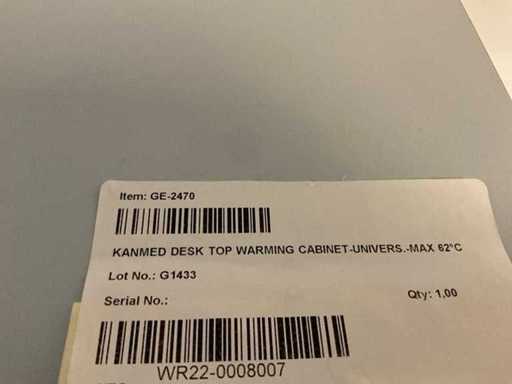 Item: GE-2470
KANMED DESK TOP WARMING CABINET-UNIVERS.-MAX 62°C
Lot No.: G1433
Serial No.:
Qty: 1,00
WR22-0008007